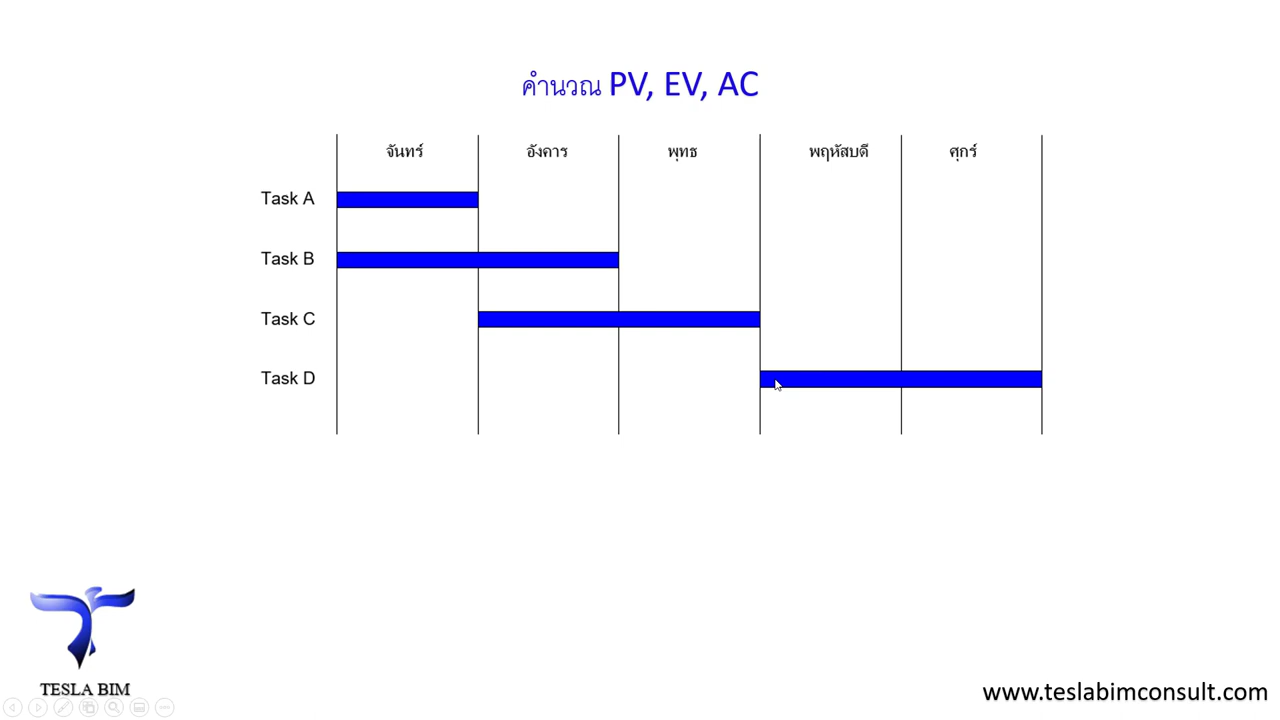 คำนวณ PV, EV, AC
จันทร์ อังคาร พุทธ พฤหัสบดี ศุกร์
Task A
Task B
Task C
Task D
TESLA BIM
www.teslabimconsult.com